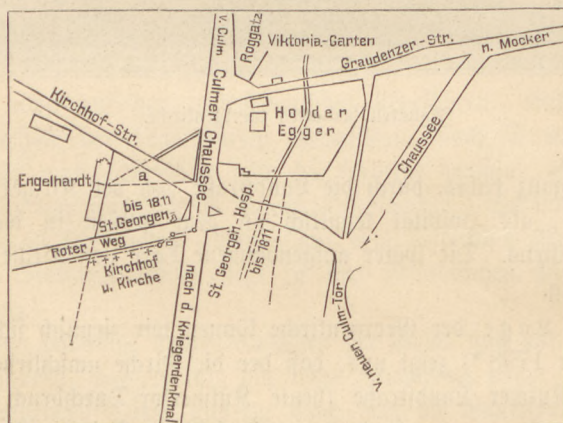 v. Culm
Roggatz
Viktoria-Garten
Graudenzer-Str.
n. Mocker
Kirchhof-Str.
Culmer Chaussee
Holder
Egger
Chaussee
Engelhardt
a
bis 1811
St. Georgen
St. Georgen Hosp.
bis 1811
Roter Weg
Kirchhof
u. Kirche
nach d. Kriegerdenkmal
v. neuen Culm-Tor